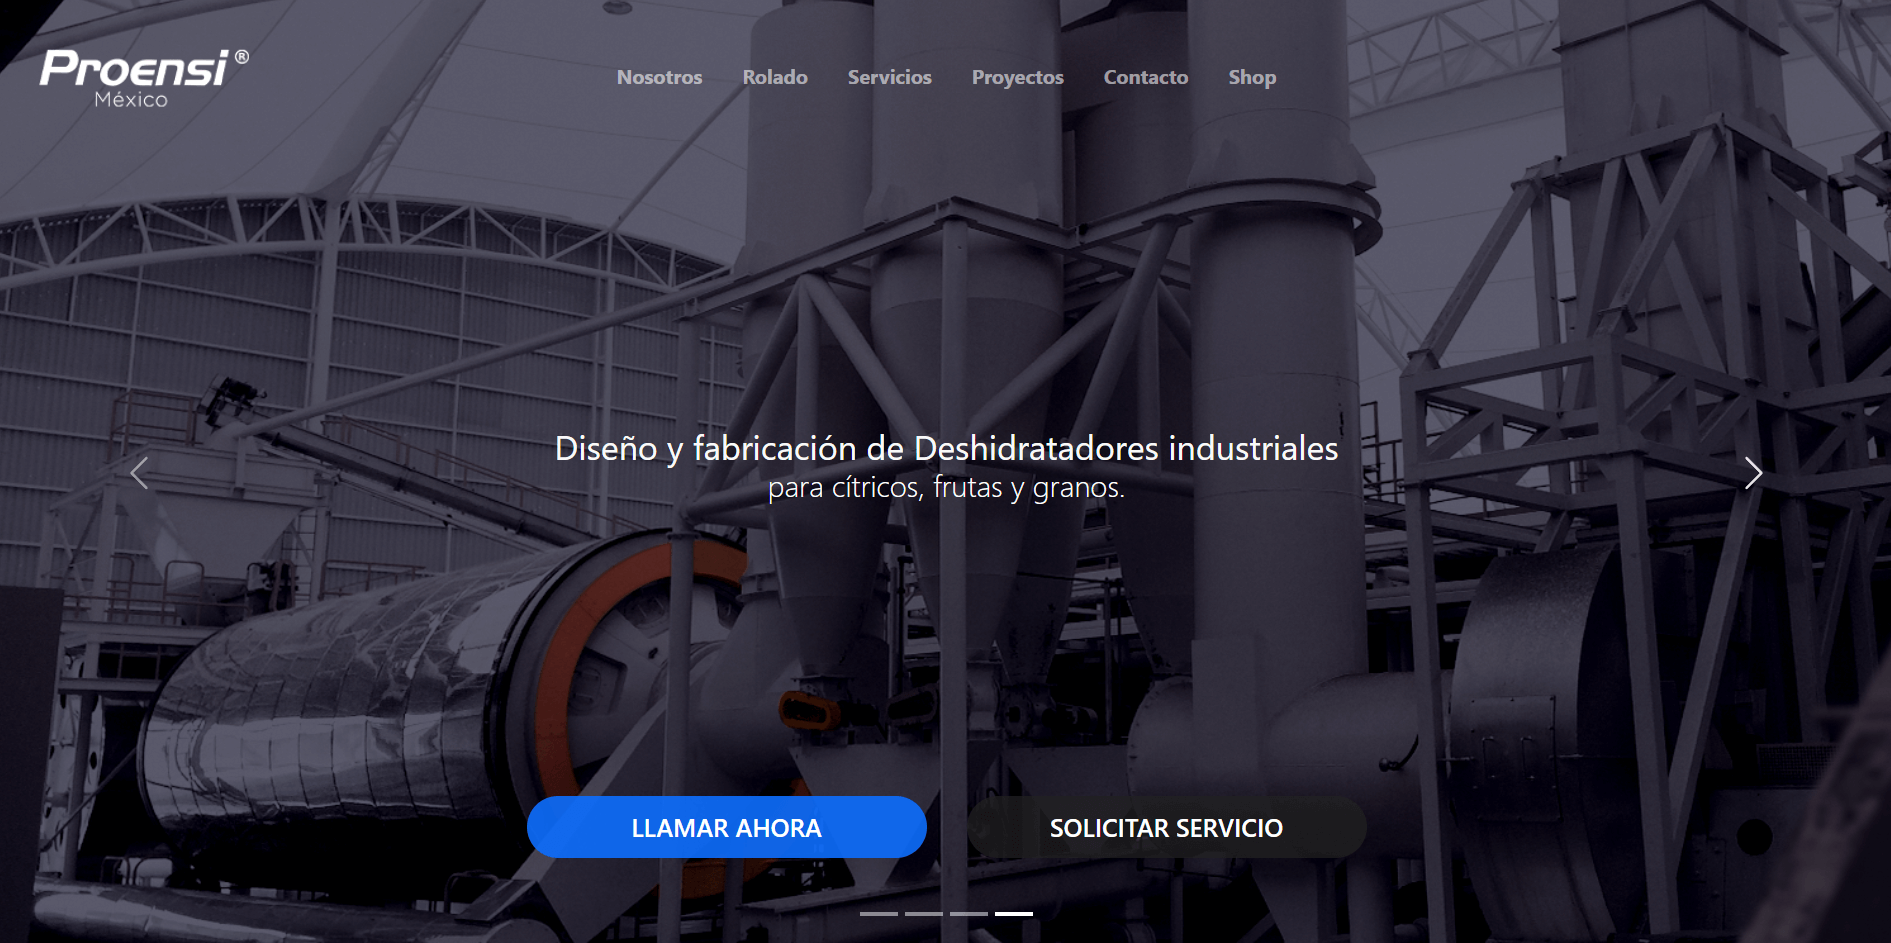 Proensi ®
México
Nosotros Rolado Servicios Proyectos Contacto Shop
Diseño y fabricación de Deshidratadores industriales
para cítricos, frutas y granos.
LLAMAR AHORA SOLICITAR SERVICIO